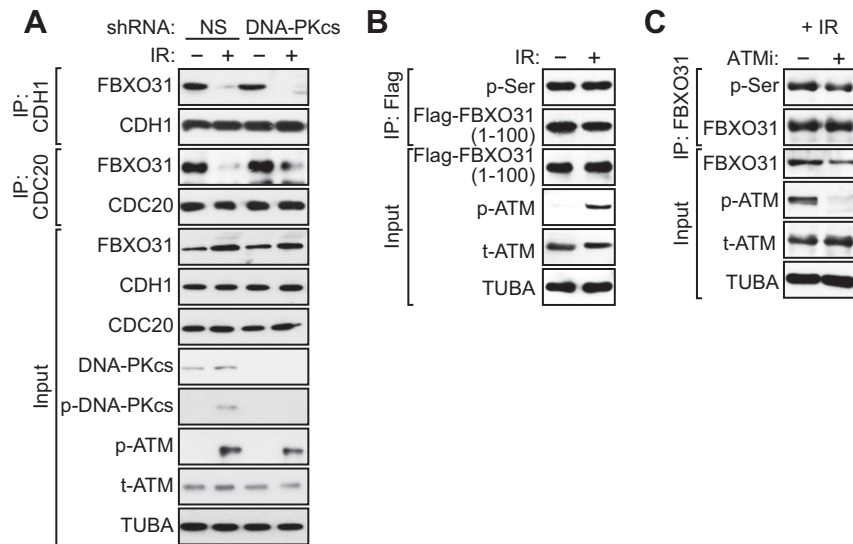 A
shRNA: NS DNA-PKcs
IR: – + – +
IP: CDH1
FBXO31
CDH1
IP: CDC20
FBXO31
CDC20
Input
FBXO31
CDH1
CDC20
DNA-PKcs
p-DNA-PKcs
p-ATM
t-ATM
TUBA
B
IR: – +
IP: Flag
p-Ser
Flag-FBXO31
(1-100)
Input
Flag-FBXO31
(1-100)
p-ATM
t-ATM
TUBA
C
+ IR
ATMi: – +
IP: FBXO31
p-Ser
FBXO31
Input
FBXO31
p-ATM
t-ATM
TUBA